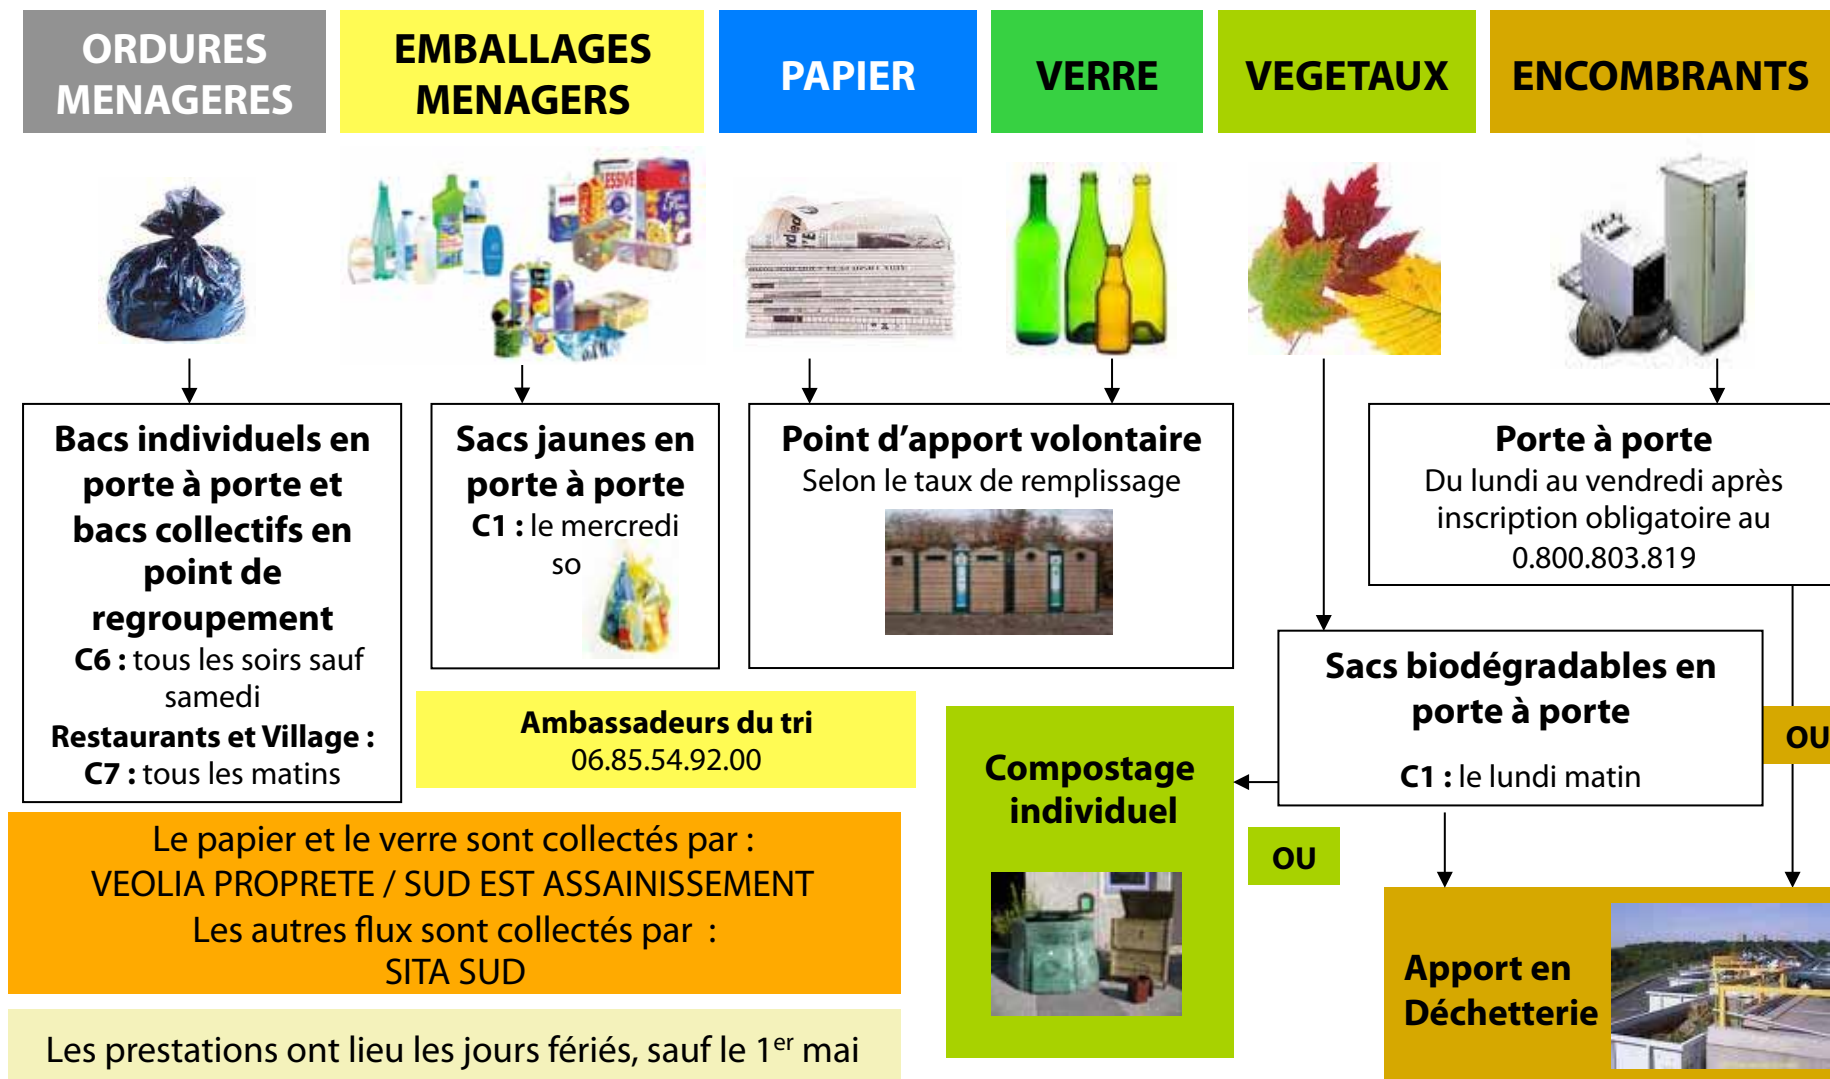 ORDURES
MENAGERES
EMBALLAGES
MENAGERS
PAPIER
VERRE
VEGETAUX
ENCOMBRANTS
ESSIVE
Bacs individuels en
porte à porte et
bacs collectifs en
point de
regroupement
C6 : tous les soirs sauf
samedi
Restaurants et Village :
C7 : tous les matins
Sacs jaunes en
porte à porte
C1 : le mercredi
so
Point d’apport volontaire
Selon le taux de remplissage
Porte à porte
Du lundi au vendredi après
inscription obligatoire au
0.800.803.819
Sacs biodégradables en
porte à porte
C1 : le lundi matin
OU
Ambassadeurs du tri
06.85.54.92.00
Compostage
individuel
OU
Apport en
Déchetterie
Le papier et le verre sont collectés par :
VEOLIA PROPRETE / SUD EST ASSAINISSEMENT
Les autres flux sont collectés par :
SITA SUD
Les prestations ont lieu les jours fériés, sauf le 1er mai